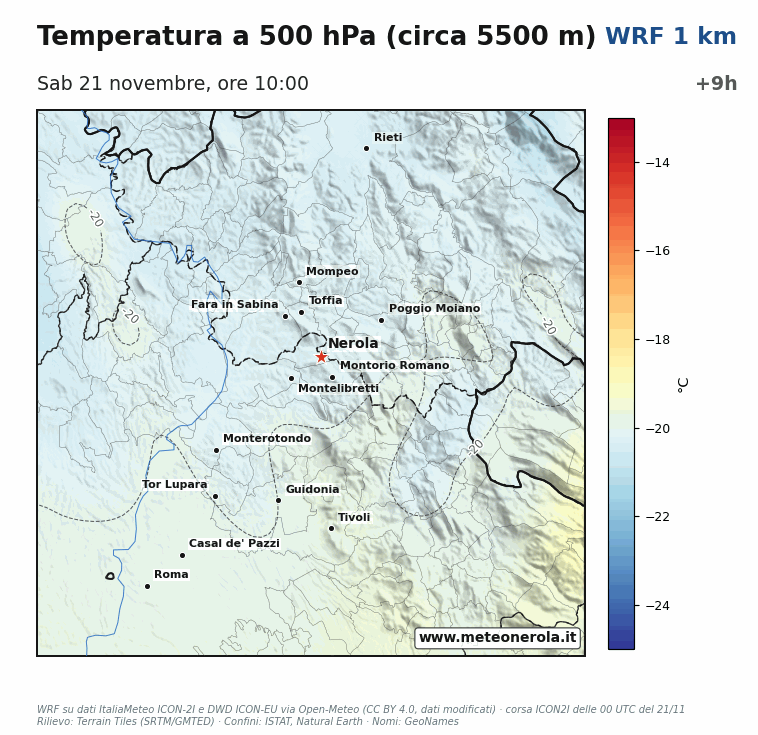 Temperatura a 500 hPa (circa 5500 m) WRF 1 km
Sab 21 novembre, ore 10:00 +9h
Rieti
-20
Mompeo
Fara in Sabina
Toffia
Poggio Moiano
-20
-20
Nerola
Montorio Romano
Montelibretti
Monterotondo
-20
Tor Lupara
Guidonia
Tivoli
Casal de' Pazzi
Roma
www.meteonerola.it
−14
−16
−18
−20
−22
−24
°C
WRF su dati ItaliaMeteo ICON-2I e DWD ICON-EU via Open-Meteo (CC BY 4.0, dati modificati) · corsa ICON2I delle 00 UTC del 21/11
Rilievo: Terrain Tiles (SRTM/GMTED) · Confini: ISTAT, Natural Earth · Nomi: GeoNames